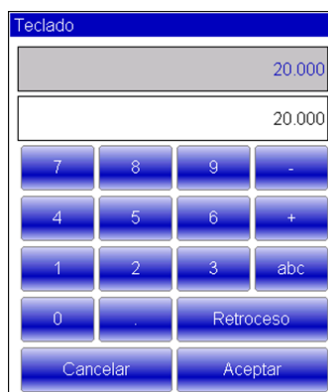 Teclado
20.000
20.000
7 8 9 -
4 5 6 +
1 2 3 abc
0 . Retroceso
Cancelar Aceptar